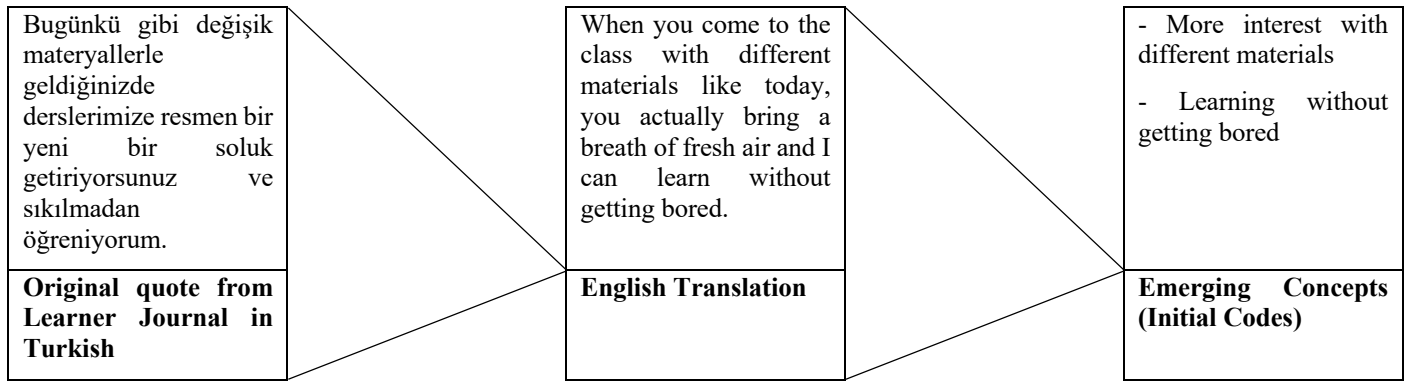 Bugünkü gibi değişik
materyallerle
geldiğinizde
derslerimize resmen bir
yeni bir soluk
getiriyorsunuz ve
sıkılmadan
öğreniyorum.
Original quote from
Learner Journal in
Turkish
When you come to the
class with different
materials like today,
you actually bring a
breath of fresh air and I
can learn without
getting bored.
English Translation
- More interest with
different materials
- Learning without
getting bored
Emerging Concepts
(Initial Codes)